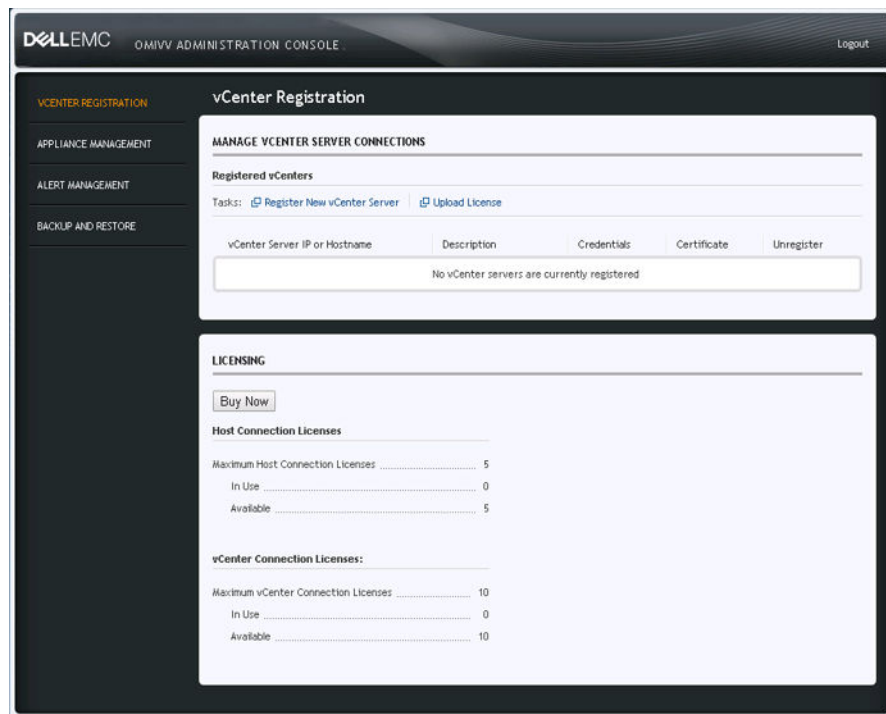 DELLEMC OMIVV ADMINISTRATION CONSOLE
Logout
VCENTER REGISTRATION
APPLIANCE MANAGEMENT
ALERT MANAGEMENT
BACKUP AND RESTORE
vCenter Registration
MANAGE VCENTER SERVER CONNECTIONS
Registered vCenters
Tasks: Register New vCenter Server Upload License
vCenter Server IP or Hostname Description Credentials Certificate Unregister
No vCenter servers are currently registered
LICENSING
Buy Now
Host Connection Licenses
Maximum Host Connection Licenses 5
In Use 0
Available 5
vCenter Connection Licenses:
Maximum vCenter Connection Licenses 10
In Use 0
Available 10